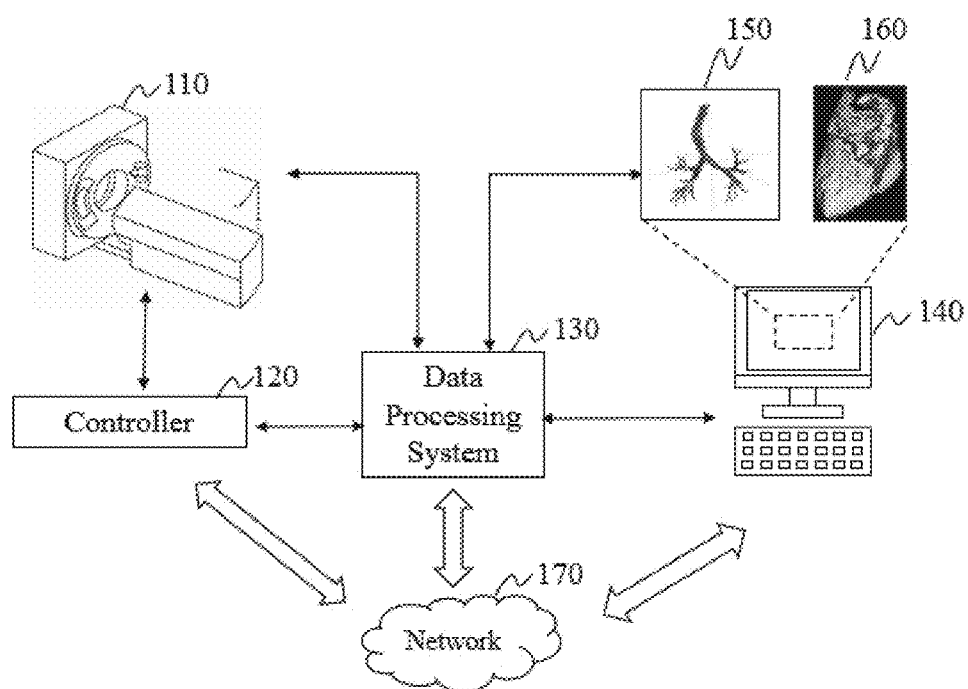 150
160
110
140
130
Data
Processing
System
120
Controller
170
Network